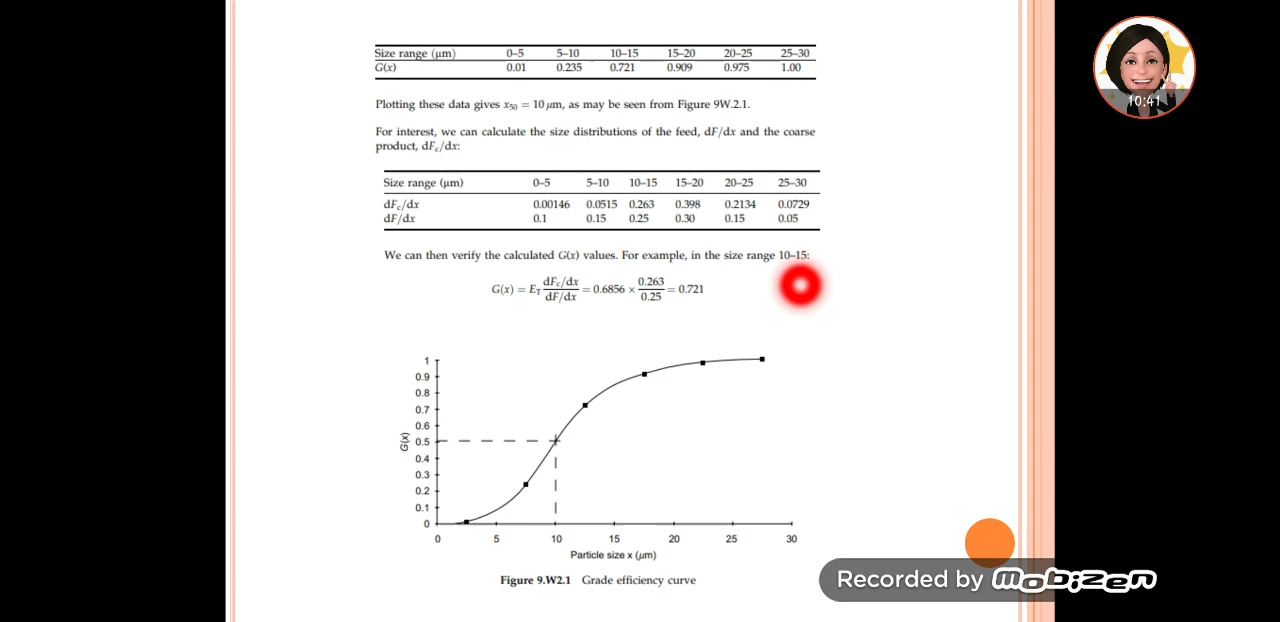 Size range (μm) 0–5 5–10 10–15 15–20 20–25 25–30
G(x) 0.01 0.235 0.721 0.909 0.975 1.00
10:41
Plotting these data gives x₅₀ = 10 μm, as may be seen from Figure 9W.2.1.
For interest, we can calculate the size distributions of the feed, dF/dx and the coarse
product, dF꜀/dx:
Size range (μm) 0–5 5–10 10–15 15–20 20–25 25–30
dF꜀/dx 0.00146 0.0515 0.263 0.398 0.2134 0.0729
dF/dx 0.1 0.15 0.25 0.30 0.15 0.05
We can then verify the calculated G(x) values. For example, in the size range 10–15:
G(x) = E_T (dF꜀/dx)/(dF/dx) = 0.6856 × 0.263/0.25 = 0.721
1
0.9
0.8
0.7
0.6
0.5
0.4
0.3
0.2
0.1
0
G(x)
0 5 10 15 20 25 30
Particle size x (μm)
Figure 9.W2.1 Grade efficiency curve
Recorded by Mobizen